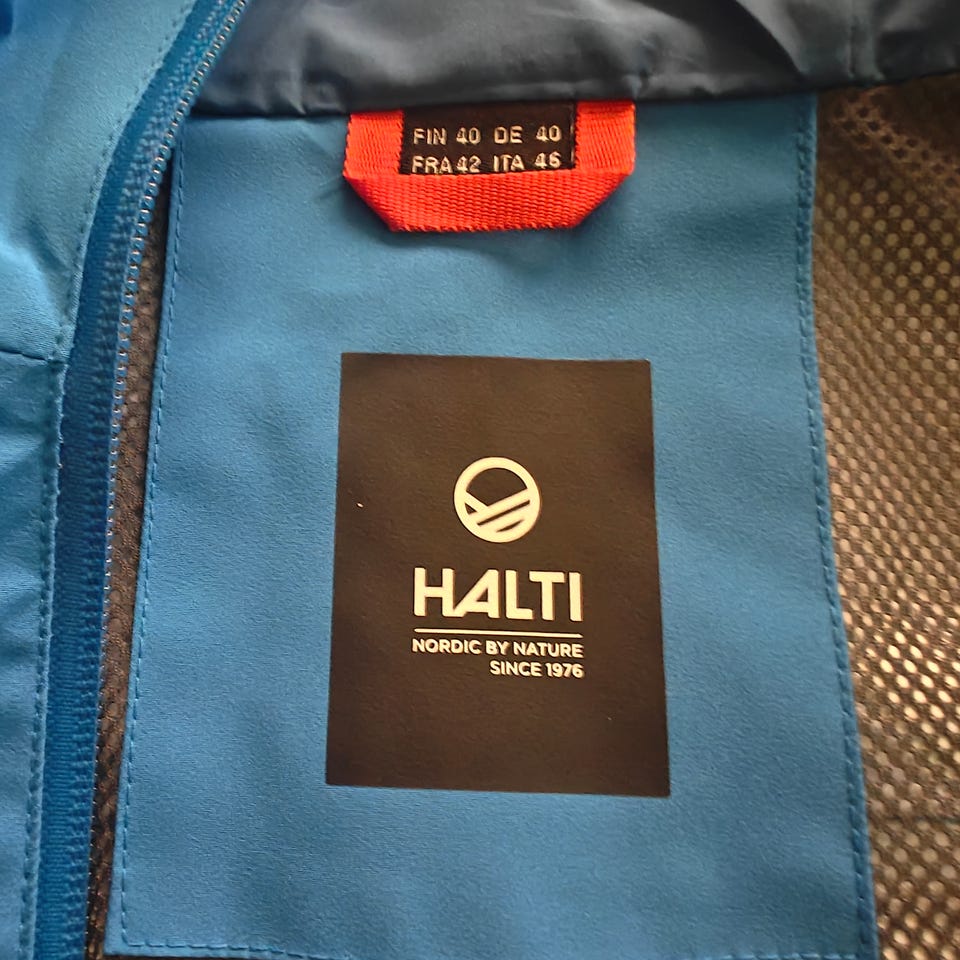 FIN 40 DE 40
FRA 42 ITA 46
HALTI
NORDIC BY NATURE
SINCE 1976